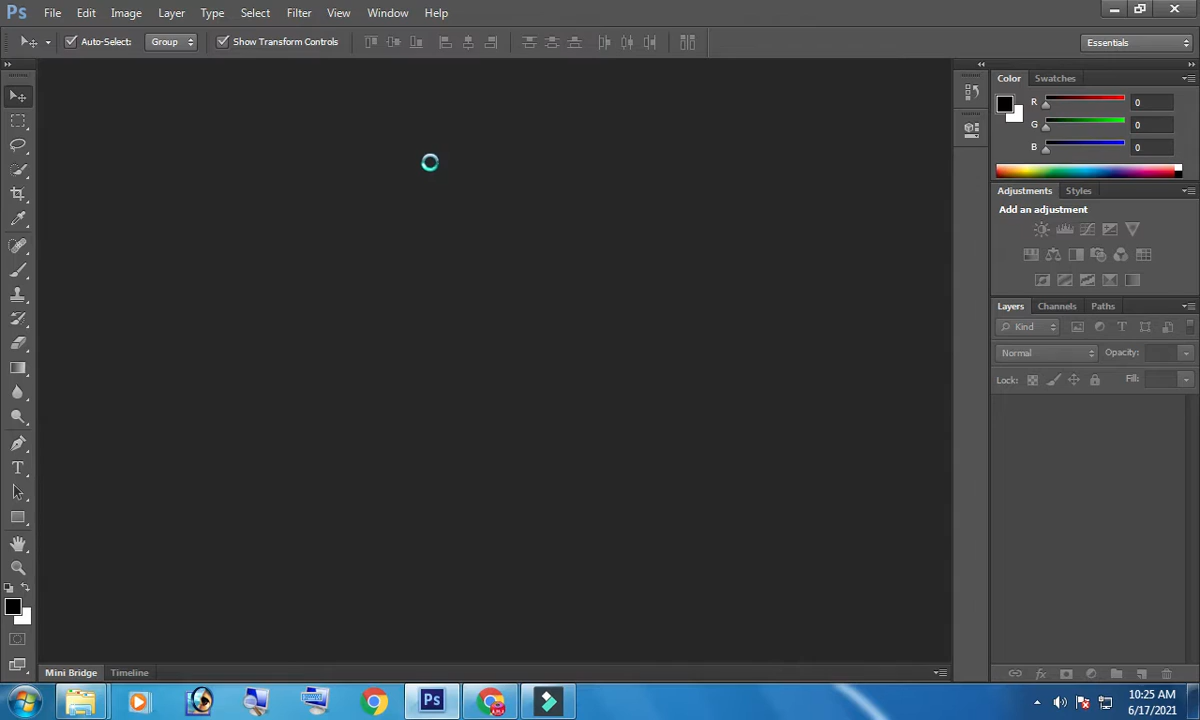 Ps File Edit Image Layer Type Select Filter View Window Help
Auto-Select: Group Show Transform Controls Essentials
Color Swatches
R 0
G 0
B 0
Adjustments Styles
Add an adjustment
Layers Channels Paths
Kind T
Normal Opacity:
Lock: Fill:
T
fx
Mini Bridge Timeline
Ps
10:25 AM
6/17/2021